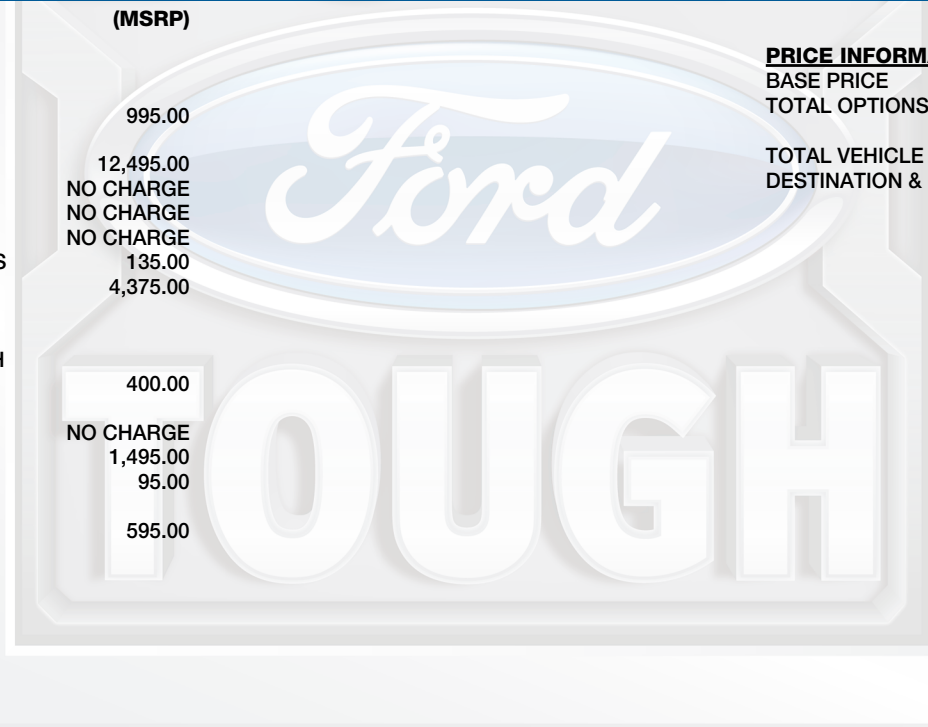 (MSRP)
995.00
12,495.00
NO CHARGE
NO CHARGE
NO CHARGE
S 135.00
4,375.00
H
400.00
NO CHARGE
1,495.00
95.00
595.00
PRICE INFORMA
BASE PRICE
TOTAL OPTIONS
TOTAL VEHICLE
DESTINATION &
Ford
TOUGH